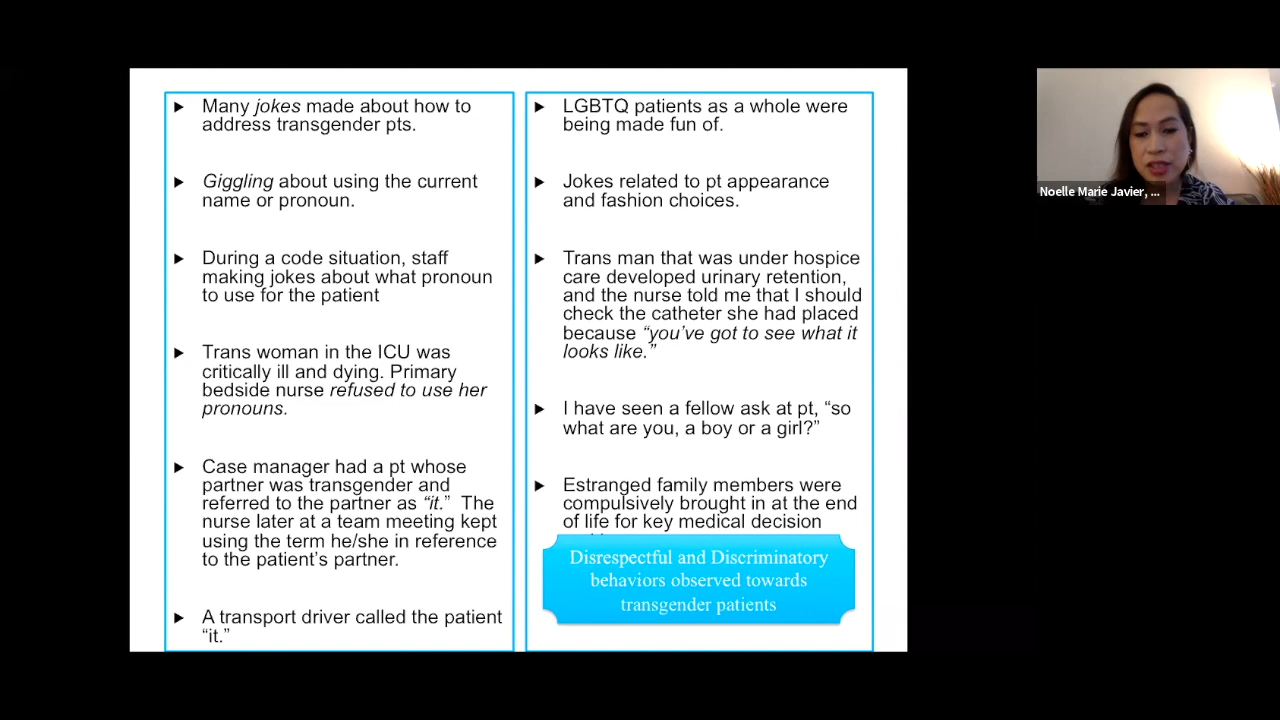 Many jokes made about how to
address transgender pts.
Giggling about using the current
name or pronoun.
During a code situation, staff
making jokes about what pronoun
to use for the patient
Trans woman in the ICU was
critically ill and dying. Primary
bedside nurse refused to use her
pronouns.
Case manager had a pt whose
partner was transgender and
referred to the partner as “it.” The
nurse later at a team meeting kept
using the term he/she in reference
to the patient’s partner.
A transport driver called the patient
“it.”
LGBTQ patients as a whole were
being made fun of.
Jokes related to pt appearance
and fashion choices.
Trans man that was under hospice
care developed urinary retention,
and the nurse told me that I should
check the catheter she had placed
because “you’ve got to see what it
looks like.”
I have seen a fellow ask at pt, “so
what are you, a boy or a girl?”
Estranged family members were
compulsively brought in at the end
of life for key medical decision
Disrespectful and Discriminatory
behaviors observed towards
transgender patients
Noelle Marie Javier, ...